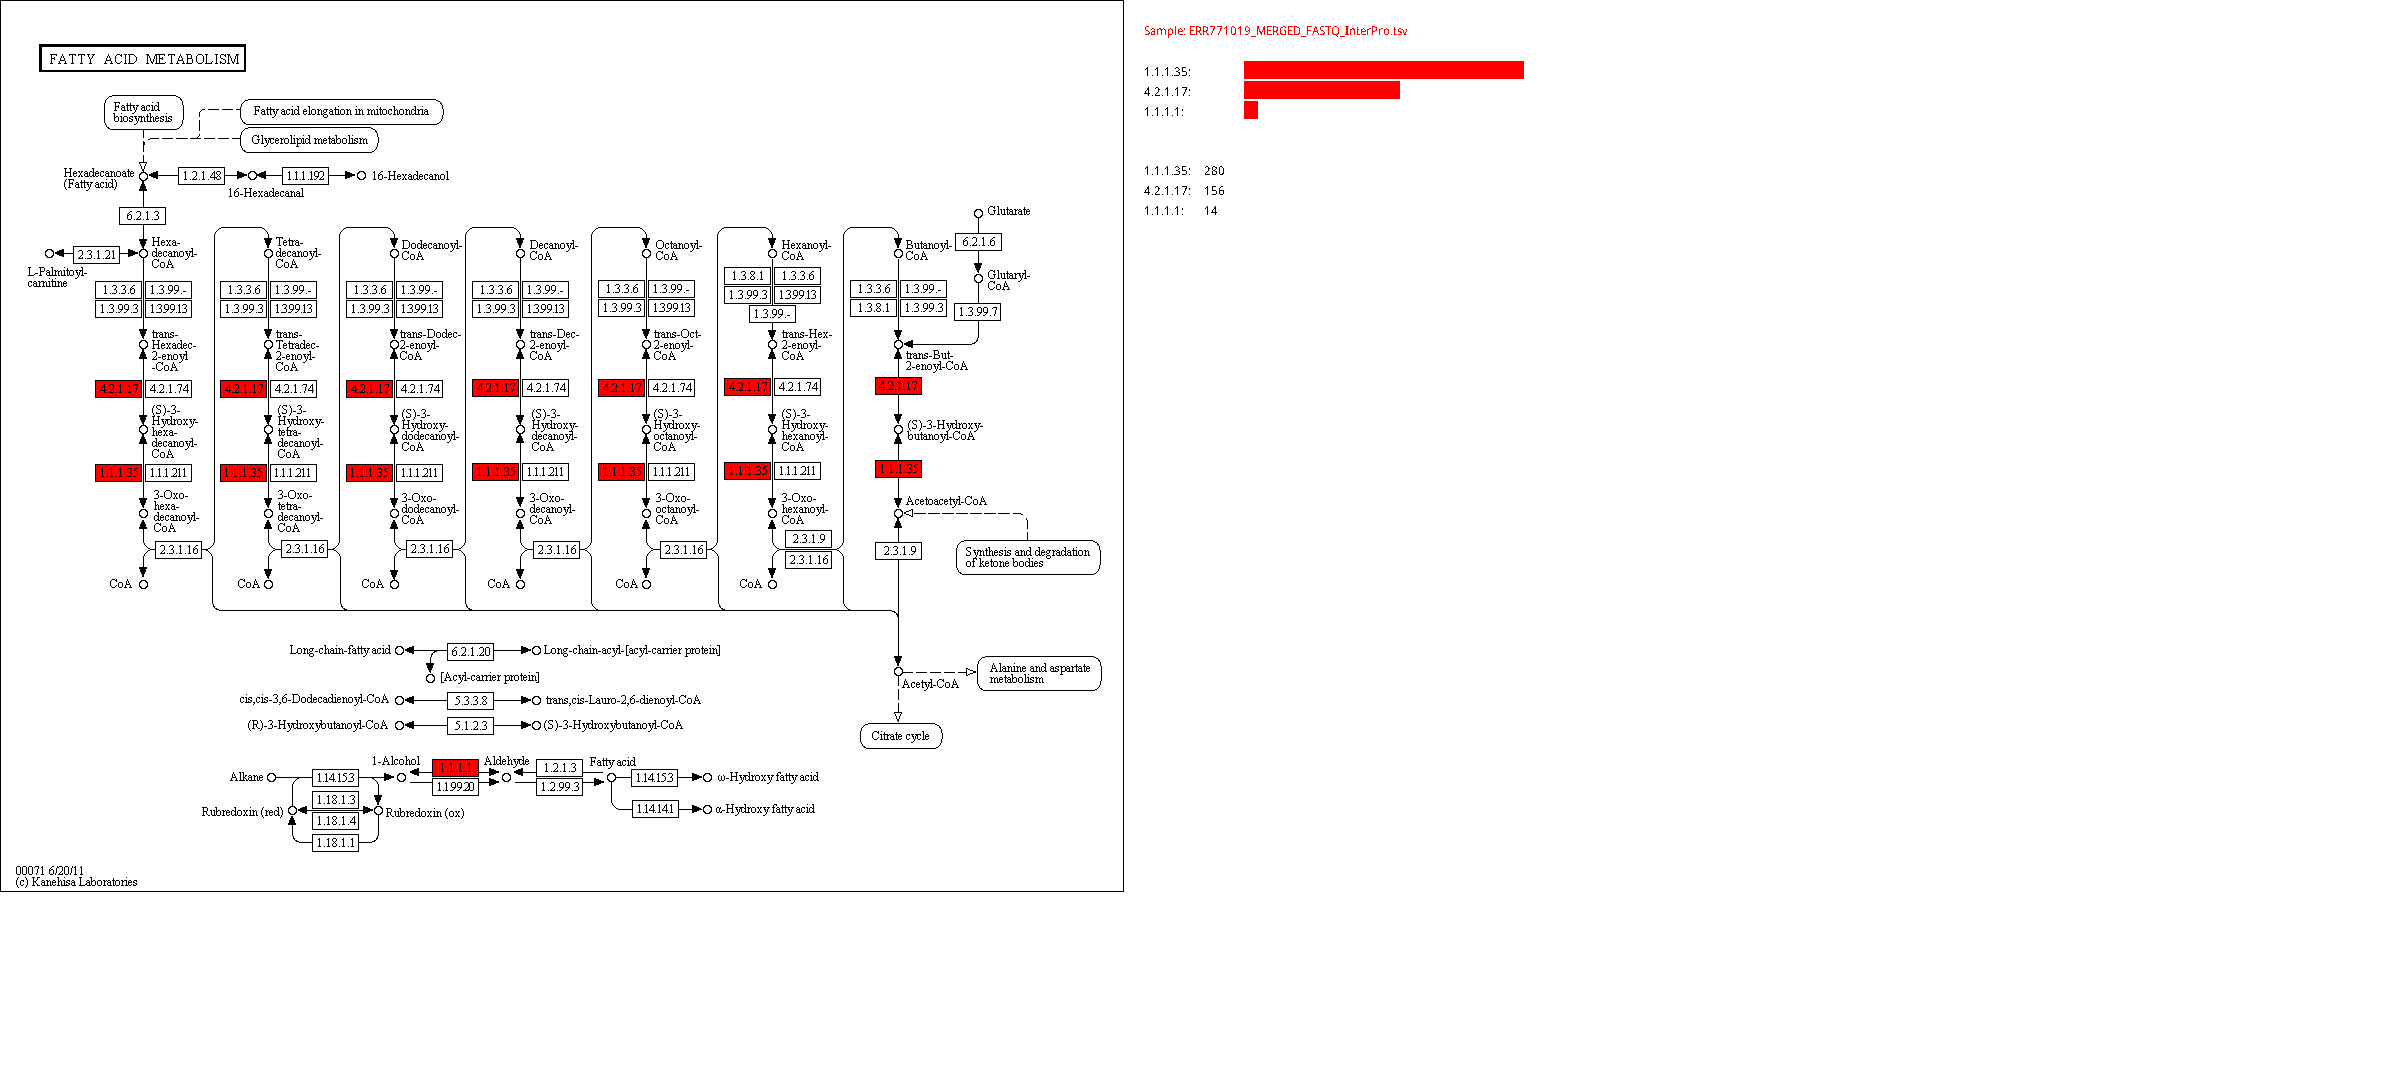 FATTY ACID METABOLISM
Fatty acid
biosynthesis
Fatty acid elongation in mitochondria
Glycerolipid metabolism
Hexadecanoate
(Fatty acid)
1.2.1.48
1.1.1.192
16-Hexadecanol
16-Hexadecanal
6.2.1.3
Glutarate
6.2.1.6
L-Palmitoyl-
carnitine
2.3.1.21
Hexa-
decanoyl-
CoA
Tetra-
decanoyl-
CoA
Dodecanoyl-
CoA
Decanoyl-
CoA
Octanoyl-
CoA
Hexanoyl-
CoA
Butanoyl-
CoA
Glutaryl-
CoA
1.3.3.6 1.3.99.-
1.3.99.3 1.3.99.13
1.3.3.6 1.3.99.-
1.3.99.3 1.3.99.13
1.3.3.6 1.3.99.-
1.3.99.3 1.3.99.13
1.3.3.6 1.3.99.-
1.3.99.3 1.3.99.13
1.3.3.6 1.3.99.-
1.3.99.3 1.3.99.13
1.3.8.1 1.3.3.6
1.3.99.3 1.3.99.13
1.3.99.-
1.3.3.6 1.3.99.-
1.3.8.1 1.3.99.3
1.3.99.7
trans-
Hexadec-
2-enoyl
-CoA
trans-
Tetradec-
2-enoyl-
CoA
trans-Dodec-
2-enoyl-
CoA
trans-Dec-
2-enoyl-
CoA
trans-Oct-
2-enoyl-
CoA
trans-Hex-
2-enoyl-
CoA
trans-But-
2-enoyl-CoA
4.2.1.17 4.2.1.74
4.2.1.17 4.2.1.74
4.2.1.17 4.2.1.74
4.2.1.17 4.2.1.74
4.2.1.17 4.2.1.74
4.2.1.17 4.2.1.74
4.2.1.17
(S)-3-
Hydroxy-
hexa-
decanoyl-
CoA
(S)-3-
Hydroxy-
tetra-
decanoyl-
CoA
(S)-3-
Hydroxy-
dodecanoyl-
CoA
(S)-3-
Hydroxy-
decanoyl-
CoA
(S)-3-
Hydroxy-
octanoyl-
CoA
(S)-3-
Hydroxy-
hexanoyl-
CoA
(S)-3-Hydroxy-
butanoyl-CoA
1.1.1.35 1.1.1.211
1.1.1.35 1.1.1.211
1.1.1.35 1.1.1.211
1.1.1.35 1.1.1.211
1.1.1.35 1.1.1.211
1.1.1.35 1.1.1.211
1.1.1.35
3-Oxo-
hexa-
decanoyl-
CoA
3-Oxo-
tetra-
decanoyl-
CoA
3-Oxo-
dodecanoyl-
CoA
3-Oxo-
decanoyl-
CoA
3-Oxo-
octanoyl-
CoA
3-Oxo-
hexanoyl-
CoA
Acetoacetyl-CoA
2.3.1.16
2.3.1.16
2.3.1.16
2.3.1.16
2.3.1.16
2.3.1.9
2.3.1.16
2.3.1.9
Synthesis and degradation
of ketone bodies
CoA
CoA
CoA
CoA
CoA
CoA
Long-chain-fatty acid
6.2.1.20
Long-chain-acyl-[acyl-carrier protein]
[Acyl-carrier protein]
cis,cis-3,6-Dodecadienoyl-CoA
5.3.3.8
trans,cis-Lauro-2,6-dienoyl-CoA
(R)-3-Hydroxybutanoyl-CoA
5.1.2.3
(S)-3-Hydroxybutanoyl-CoA
Acetyl-CoA
Alanine and aspartate
metabolism
Citrate cycle
Alkane
1.14.15.3
1-Alcohol
1.1.1.1
1.1.99.20
Aldehyde
1.2.1.3
1.2.99.3
Fatty acid
1.14.15.3
ω-Hydroxy fatty acid
1.14.14.1
α-Hydroxy fatty acid
Rubredoxin (red)
1.18.1.3
1.18.1.4
1.18.1.1
Rubredoxin (ox)
00071 6/20/11
(c) Kanehisa Laboratories
Sample: ERR771019_MERGED_FASTQ_InterPro.tsv
1.1.1.35:
4.2.1.17:
1.1.1.1:
1.1.1.35: 280
4.2.1.17: 156
1.1.1.1: 14